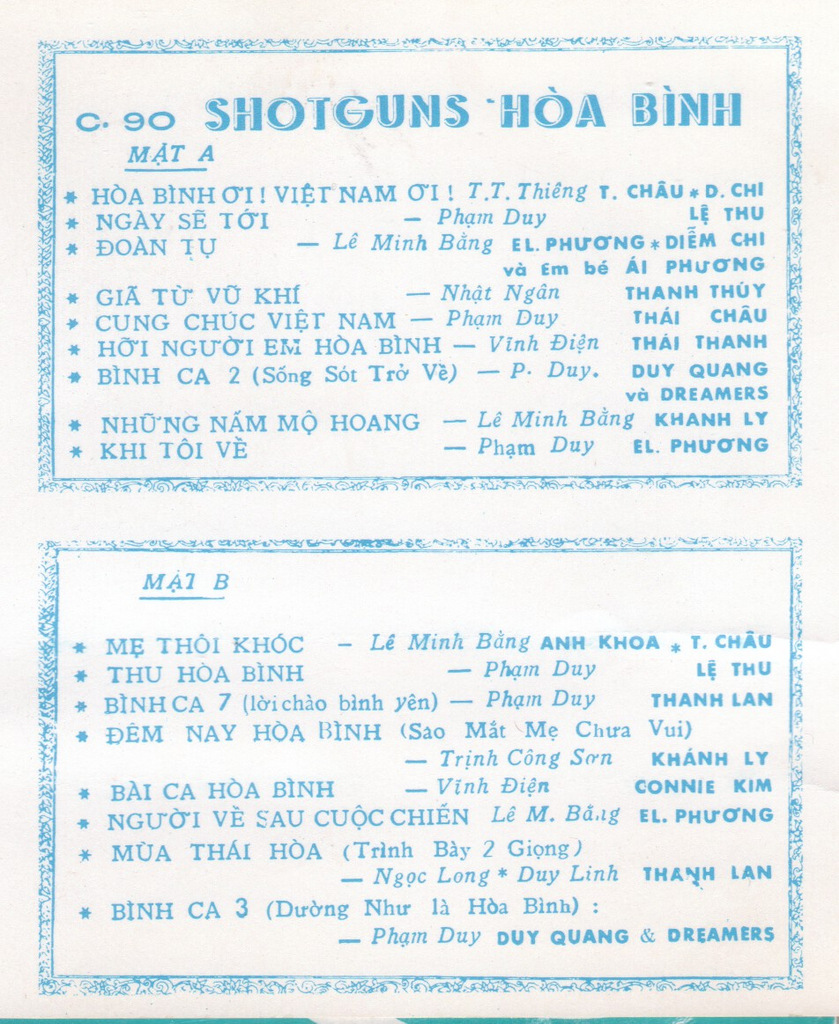 C. 90 SHOTGUNS HÒA BÌNH
MẶT A
* HÒA BÌNH ƠI! VIỆT NAM ƠI! T.T. Thiêng T. CHÂU * D. CHI
* NGÀY SẼ TỚI — Phạm Duy LỆ THU
* ĐOÀN TỤ — Lê Minh Bằng EL. PHƯƠNG * DIỄM CHI
và Em bé ÁI PHƯƠNG
* GIÃ TỪ VŨ KHÍ — Nhật Ngân THANH THÚY
* CUNG CHÚC VIỆT NAM — Phạm Duy THÁI CHÂU
* HỠI NGƯỜI EM HÒA BÌNH — Vĩnh Điện THÁI THANH
* BÌNH CA 2 (Sống Sót Trở Về) — P. Duy. DUY QUANG
và DREAMERS
* NHỮNG NẤM MỘ HOANG — Lê Minh Bằng KHANH LY
* KHI TÔI VỀ — Phạm Duy EL. PHƯƠNG
MẶT B
* MẸ THÔI KHÓC — Lê Minh Bằng ANH KHOA * T. CHÂU
* THU HÒA BÌNH — Phạm Duy LỆ THU
* BÌNH CA 7 (lời chào bình yên) — Phạm Duy THANH LAN
* ĐÊM NAY HÒA BÌNH (Sao Mắt Mẹ Chưa Vui)
— Trịnh Công Sơn KHÁNH LY
* BÀI CA HÒA BÌNH — Vĩnh Điện CONNIE KIM
* NGƯỜI VỀ SAU CUỘC CHIẾN Lê M. Bằng EL. PHƯƠNG
* MÙA THÁI HÒA (Trình Bày 2 Giọng)
— Ngọc Long * Duy Linh THANH LAN
* BÌNH CA 3 (Dường Như là Hòa Bình) :
— Phạm Duy DUY QUANG & DREAMERS